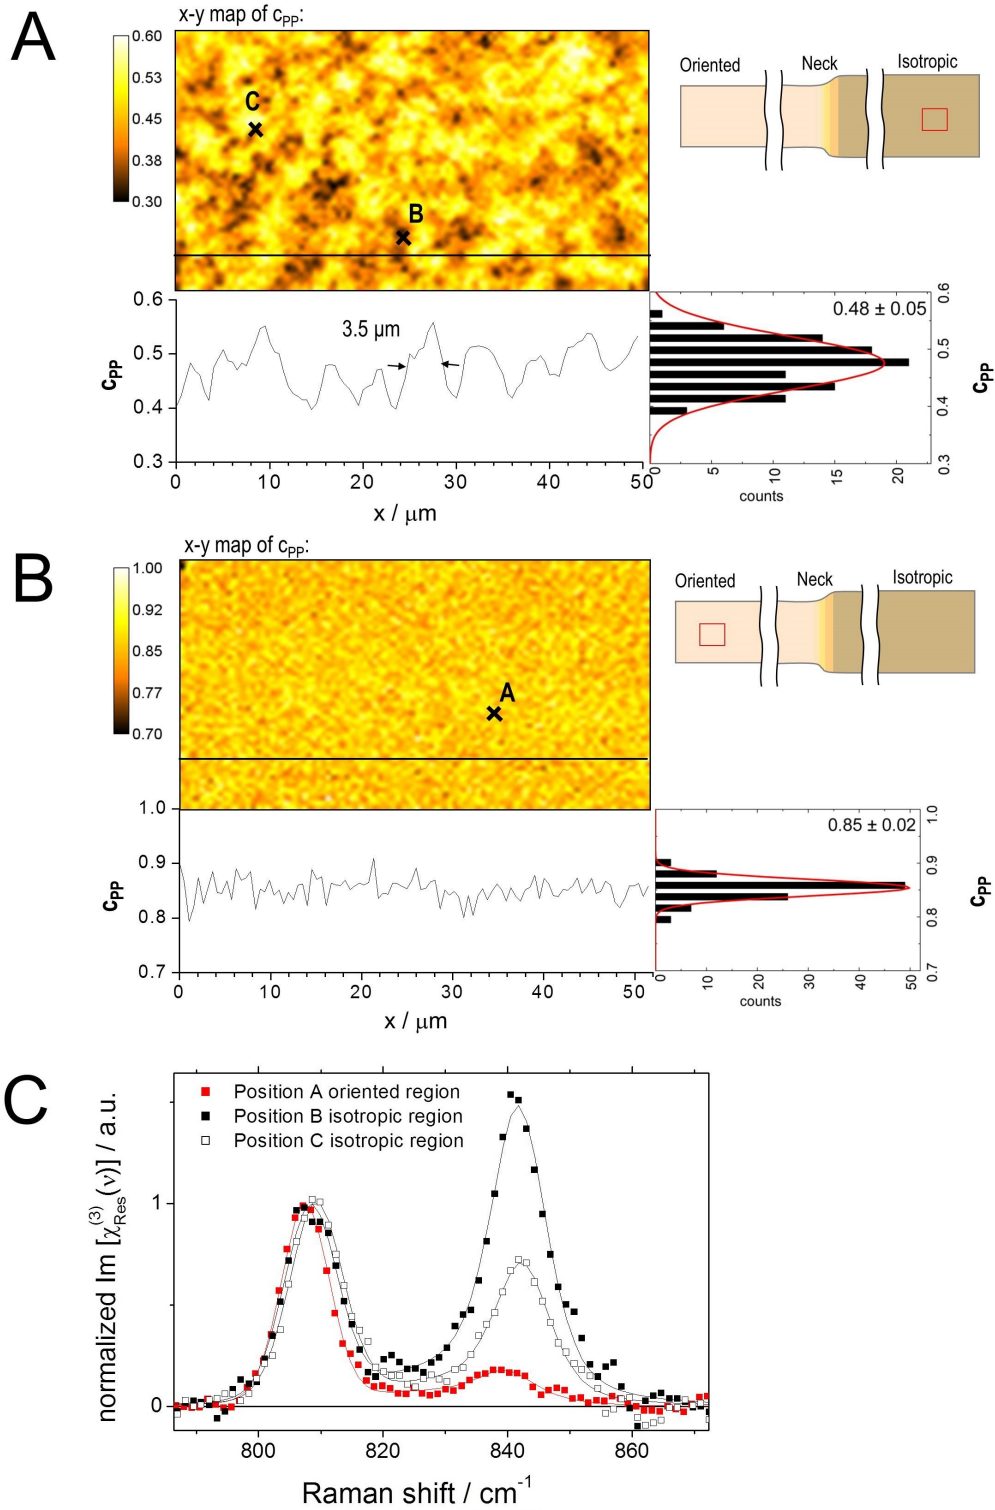 A
x-y map of cPP:
0.60
0.53
0.45
0.38
0.30
C
B
Oriented Neck Isotropic
0.6
0.5
0.4
0.3
cPP
3.5 µm
0 10 20 30 40 50
x / µm
0.48 ± 0.05
0.6
0.5
0.4
0.3
cPP
0 5 10 15 20
counts
B
x-y map of cPP:
1.00
0.92
0.85
0.77
0.70
A
Oriented Neck Isotropic
1.0
0.9
0.8
0.7
cPP
0 10 20 30 40 50
x / µm
0.85 ± 0.02
1.0
0.9
0.8
0.7
cPP
0 10 20 30 40 50
counts
C
Position A oriented region
Position B isotropic region
Position C isotropic region
1
0
normalized Im [χ(3)Res(ν)] / a.u.
800 820 840 860
Raman shift / cm-1